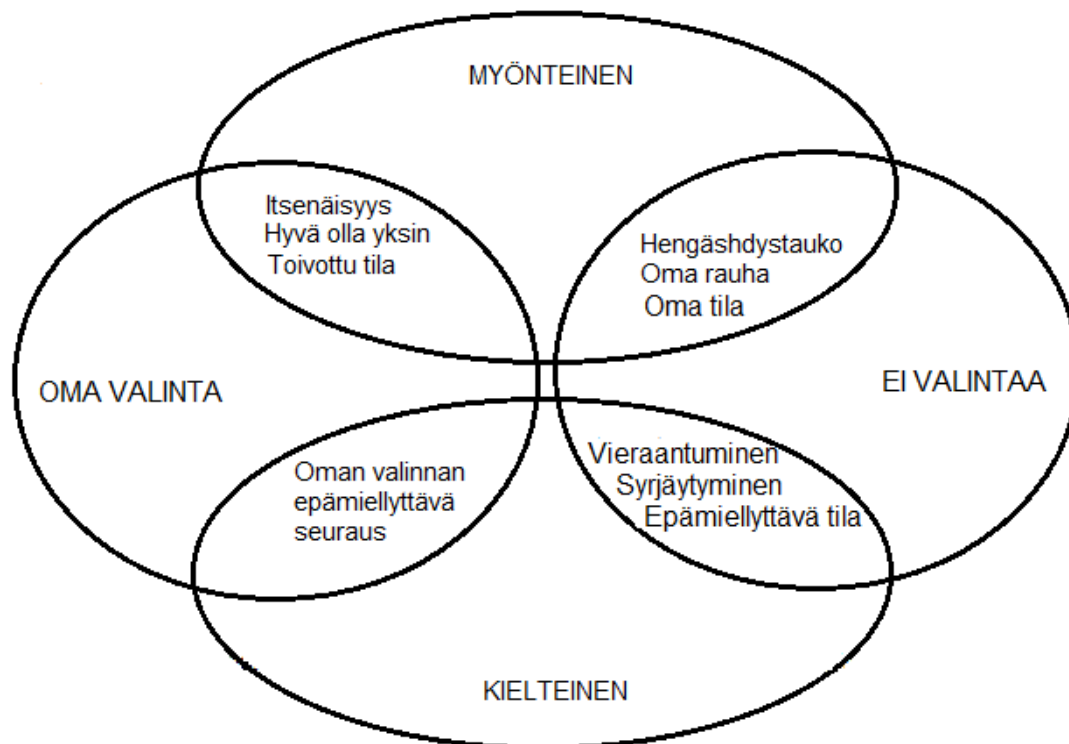 MYÖNTEINEN
Itsenäisyys
Hyvä olla yksin
Toivottu tila
Hengäshdystauko
Oma rauha
Oma tila
OMA VALINTA
EI VALINTAA
Oman valinnan
epämiellyttävä
seuraus
Vieraantuminen
Syrjäytyminen
Epämiellyttävä tila
KIELTEINEN